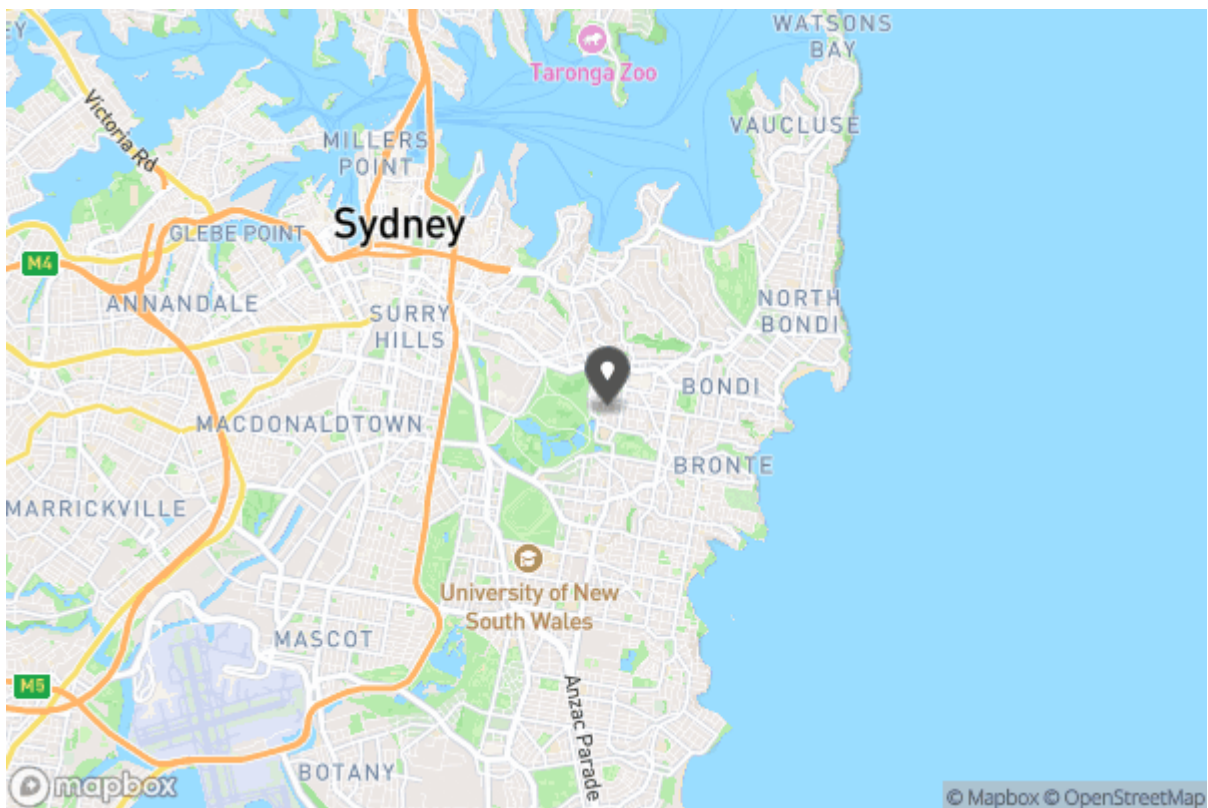 WATSONS
BAY
Taronga Zoo
Victoria Rd
VAUCLUSE
MILLERS
POINT
Sydney
GLEBE POINT
M4
ANNANDALE
NORTH
BONDI
SURRY
HILLS
BONDI
MACDONALDTOWN
BRONTE
MARRICKVILLE
University of New
South Wales
MASCOT
M5
Anzac Parade
BOTANY
mapbox
© Mapbox © OpenStreetMap